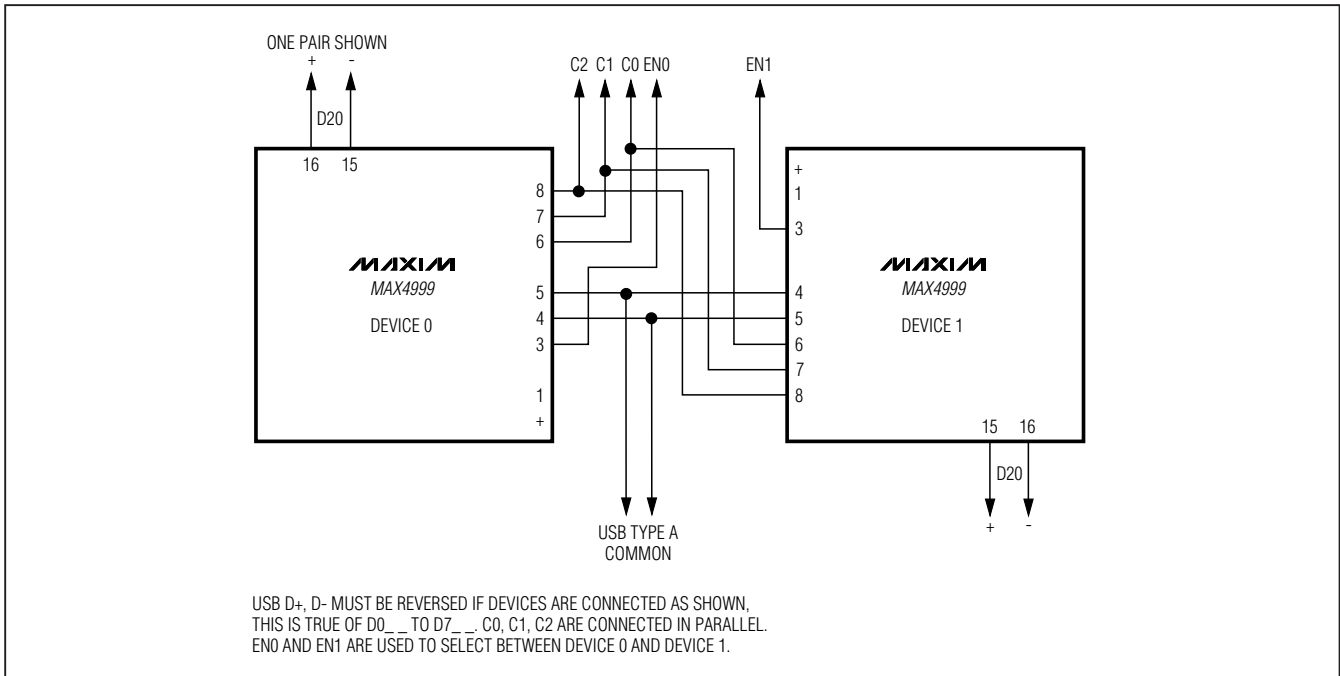 ONE PAIR SHOWN
+ -
D20
16 15
C2 C1 C0 EN0 EN1
8
7
6
5
4
3
1
+
MAXIM
MAX4999
DEVICE 0
+
1
3
4
5
6
7
8
MAXIM
MAX4999
DEVICE 1
15 16
D20
+ -
USB TYPE A
COMMON
USB D+, D- MUST BE REVERSED IF DEVICES ARE CONNECTED AS SHOWN,
THIS IS TRUE OF D0_ _ TO D7_ _. C0, C1, C2 ARE CONNECTED IN PARALLEL.
EN0 AND EN1 ARE USED TO SELECT BETWEEN DEVICE 0 AND DEVICE 1.